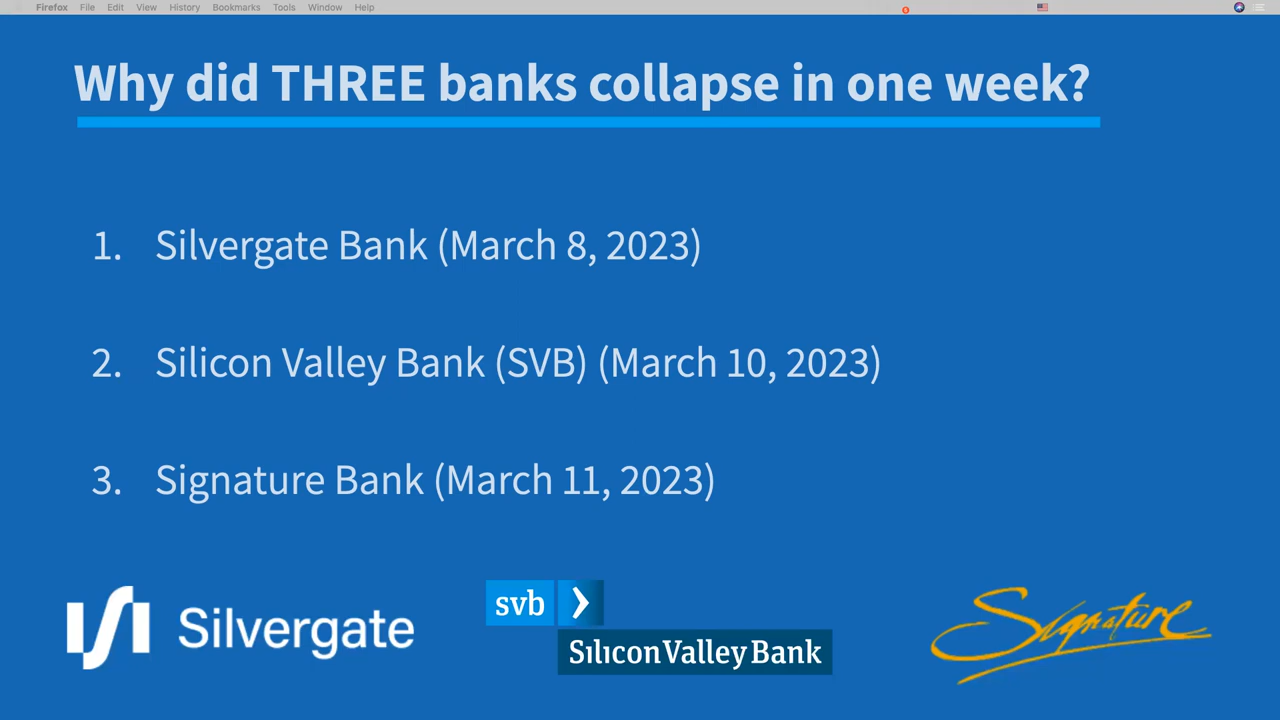 Firefox File Edit View History Bookmarks Tools Window Help
Why did THREE banks collapse in one week?
1. Silvergate Bank (March 8, 2023)
2. Silicon Valley Bank (SVB) (March 10, 2023)
3. Signature Bank (March 11, 2023)
Silvergate
svb
Silicon Valley Bank
Signature